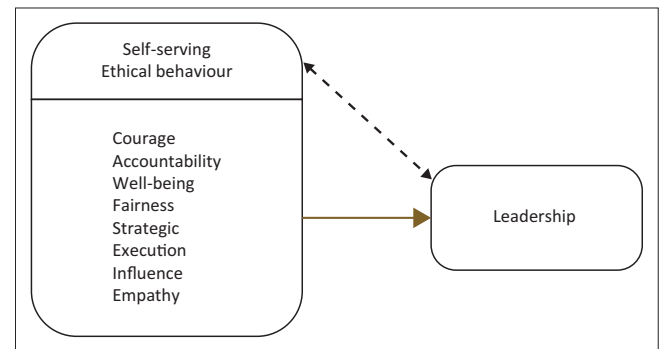 Self-serving
Ethical behaviour
Courage
Accountability
Well-being
Fairness
Strategic
Execution
Influence
Empathy
Leadership